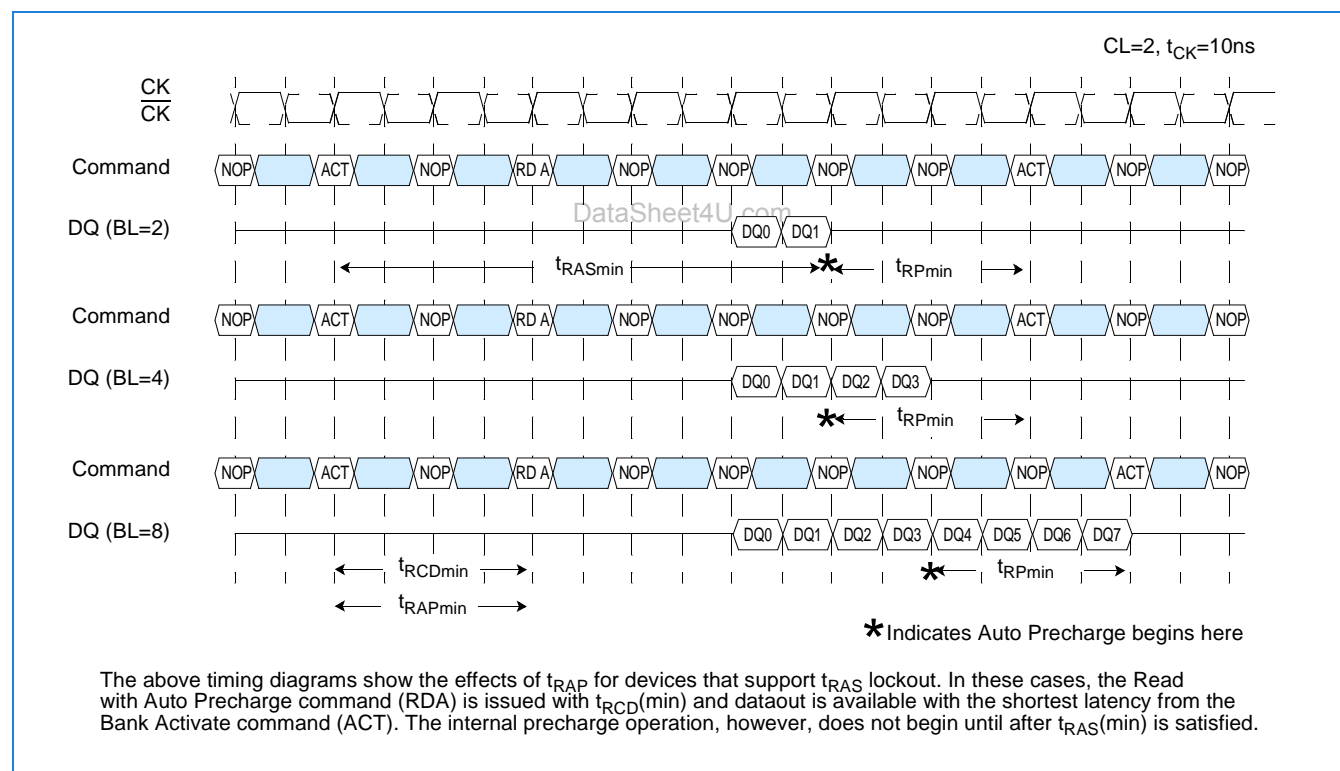 CL=2, tCK=10ns
CK
CK
Command
NOP ACT NOP RD A NOP NOP NOP NOP ACT NOP NOP
DataSheet4U.com
DQ (BL=2)
DQ0 DQ1
tRASmin * tRPmin
Command
NOP ACT NOP RD A NOP NOP NOP NOP ACT NOP NOP
DQ (BL=4)
DQ0 DQ1 DQ2 DQ3
* tRPmin
Command
NOP ACT NOP RD A NOP NOP NOP NOP NOP ACT NOP
DQ (BL=8)
DQ0 DQ1 DQ2 DQ3 DQ4 DQ5 DQ6 DQ7
tRCDmin * tRPmin
tRAPmin
*Indicates Auto Precharge begins here
The above timing diagrams show the effects of tRAP for devices that support tRAS lockout. In these cases, the Read
with Auto Precharge command (RDA) is issued with tRCD(min) and dataout is available with the shortest latency from the
Bank Activate command (ACT). The internal precharge operation, however, does not begin until after tRAS(min) is satisfied.